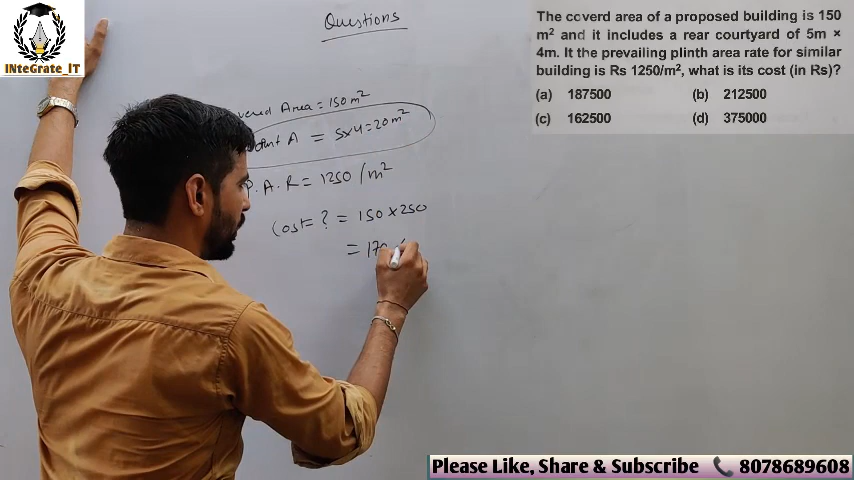 INteGrate_IT
Questions
vered Area = 150 m²
A = 5x4 = 20 m²
P. A. R = 1250 / m²
Cost = ? = 150 x 250
= 17
The coverd area of a proposed building is 150
m² and it includes a rear courtyard of 5m ×
4m. It the prevailing plinth area rate for similar
building is Rs 1250/m², what is its cost (in Rs)?
(a) 187500 (b) 212500
(c) 162500 (d) 375000
Please Like, Share & Subscribe 8078689608